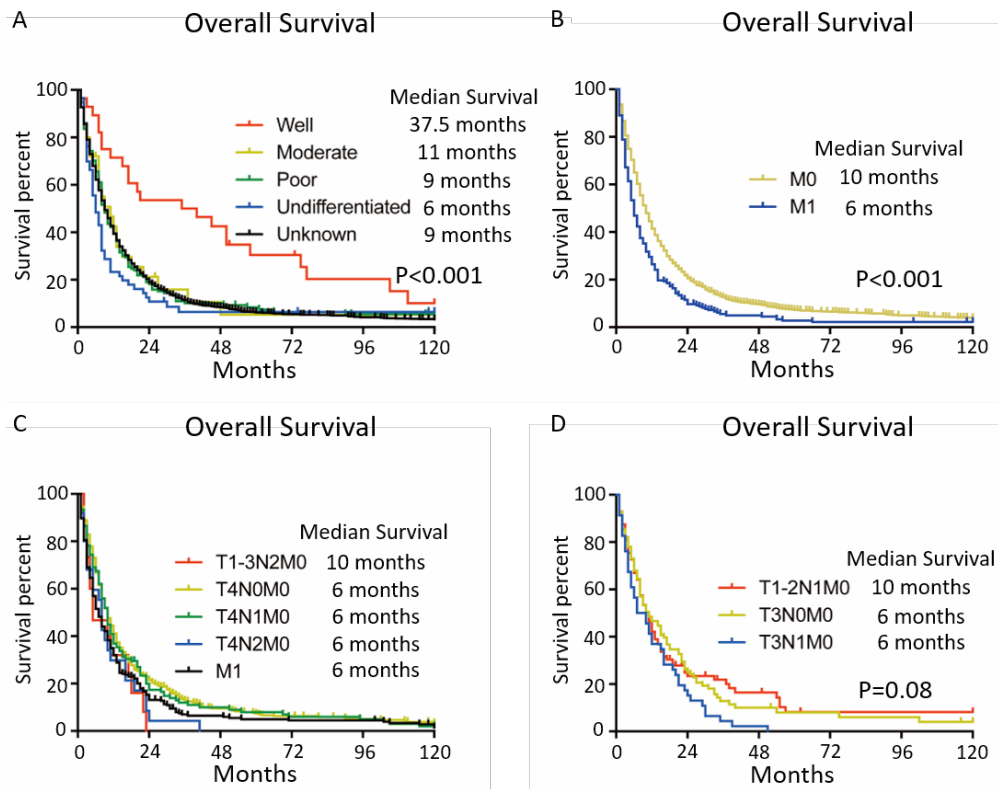 A
Overall Survival
Survival percent
100
80
60
40
20
0
Median Survival
Well 37.5 months
Moderate 11 months
Poor 9 months
Undifferentiated 6 months
Unknown 9 months
P<0.001
0 24 48 72 96 120
Months
B
Overall Survival
Survival percent
100
80
60
40
20
0
Median Survival
M0 10 months
M1 6 months
P<0.001
0 24 48 72 96 120
Months
C
Overall Survival
Survival percent
100
80
60
40
20
0
Median Survival
T1-3N2M0 10 months
T4N0M0 6 months
T4N1M0 6 months
T4N2M0 6 months
M1 6 months
0 24 48 72 96 120
Months
D
Overall Survival
Survival percent
100
80
60
40
20
0
Median Survival
T1-2N1M0 10 months
T3N0M0 6 months
T3N1M0 6 months
P=0.08
0 24 48 72 96 120
Months